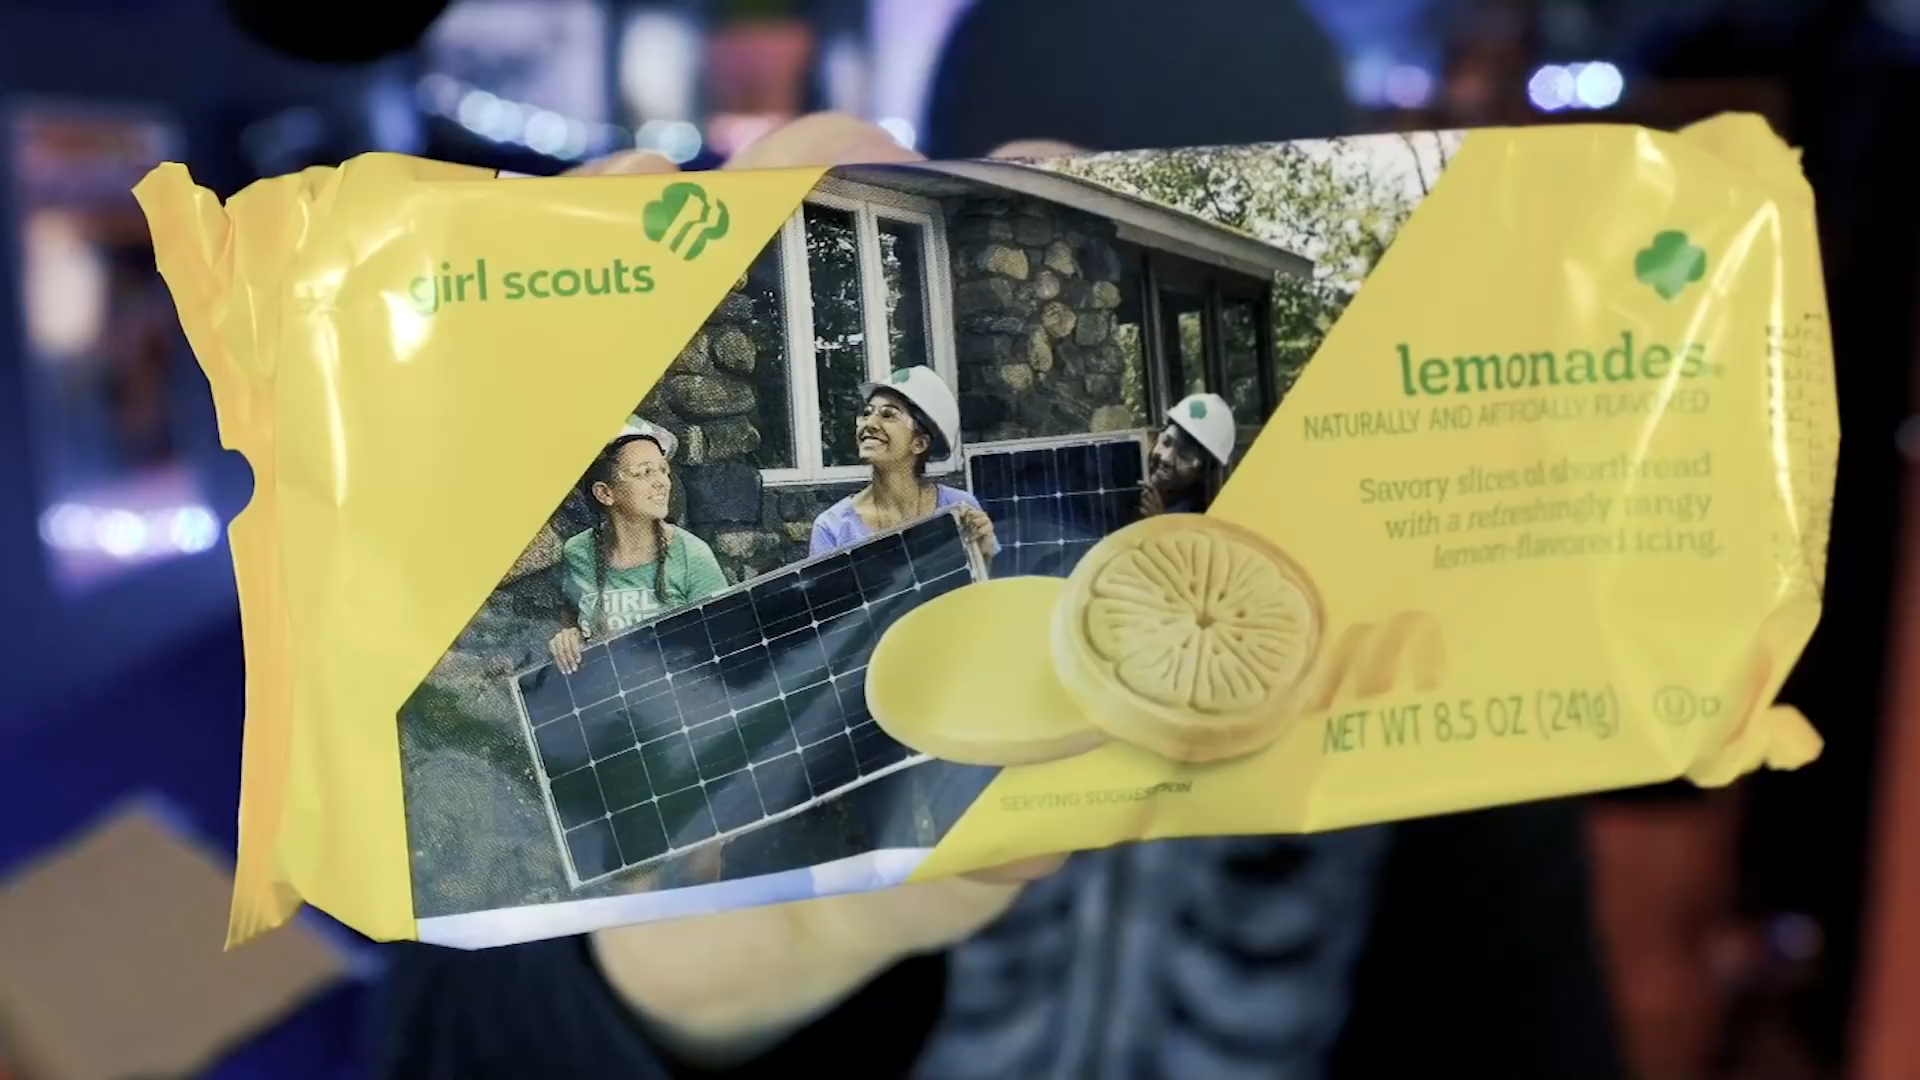 girl scouts
lemonades
NATURALLY AND ARTIFICIALLY FLAVORED
Savory slices of shortbread
with a refreshingly tangy
lemon-flavored icing.
GIRL
NET WT 8.5 OZ (241g)
U D
SERVING SUGGESTION